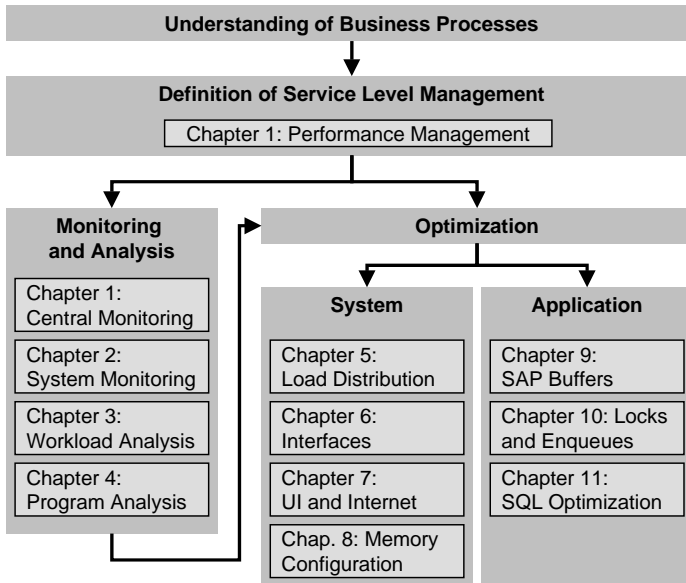 Understanding of Business Processes
Definition of Service Level Management
Chapter 1: Performance Management
Monitoring
and Analysis
Chapter 1:
Central Monitoring
Chapter 2:
System Monitoring
Chapter 3:
Workload Analysis
Chapter 4:
Program Analysis
Optimization
System
Chapter 5:
Load Distribution
Chapter 6:
Interfaces
Chapter 7:
UI and Internet
Chap. 8: Memory
Configuration
Application
Chapter 9:
SAP Buffers
Chapter 10: Locks
and Enqueues
Chapter 11:
SQL Optimization